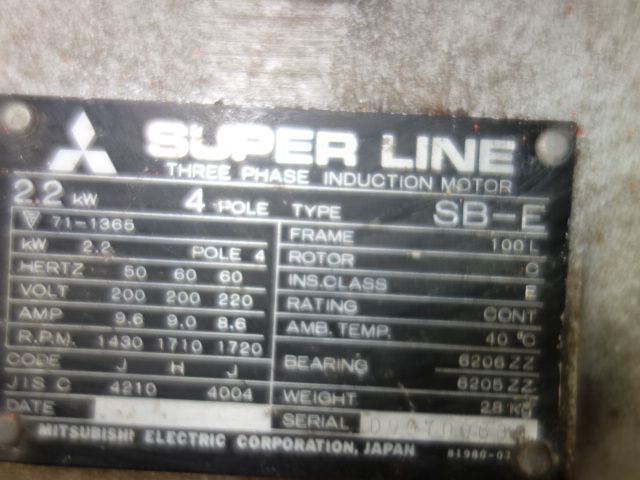 SUPER LINE
THREE PHASE INDUCTION MOTOR
2.2 kW 4 POLE TYPE SB-E
71-1365
kW 2.2 POLE 4
HERTZ 50 60 60
VOLT 200 200 220
AMP 9.6 9.0 8.6
R.P.M. 1430 1710 1720
CODE J H J
JIS C 4210 4004
DATE
FRAME 100L
ROTOR
INS.CLASS E
RATING CONT
AMB. TEMP. 40 °C
BEARING 6206ZZ
6205ZZ
WEIGHT 28 KG
SERIAL
MITSUBISHI ELECTRIC CORPORATION, JAPAN